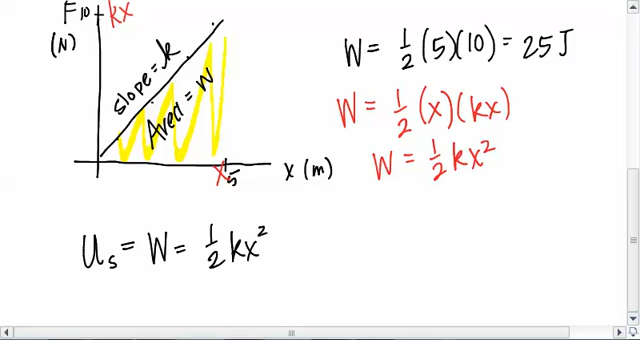 F 10 kx
(N)
slope = k
Area = W
x 5 x (m)
W = 1/2 (5)(10) = 25 J
W = 1/2 (x)(kx)
W = 1/2 kx²
Us = W = 1/2 kx²